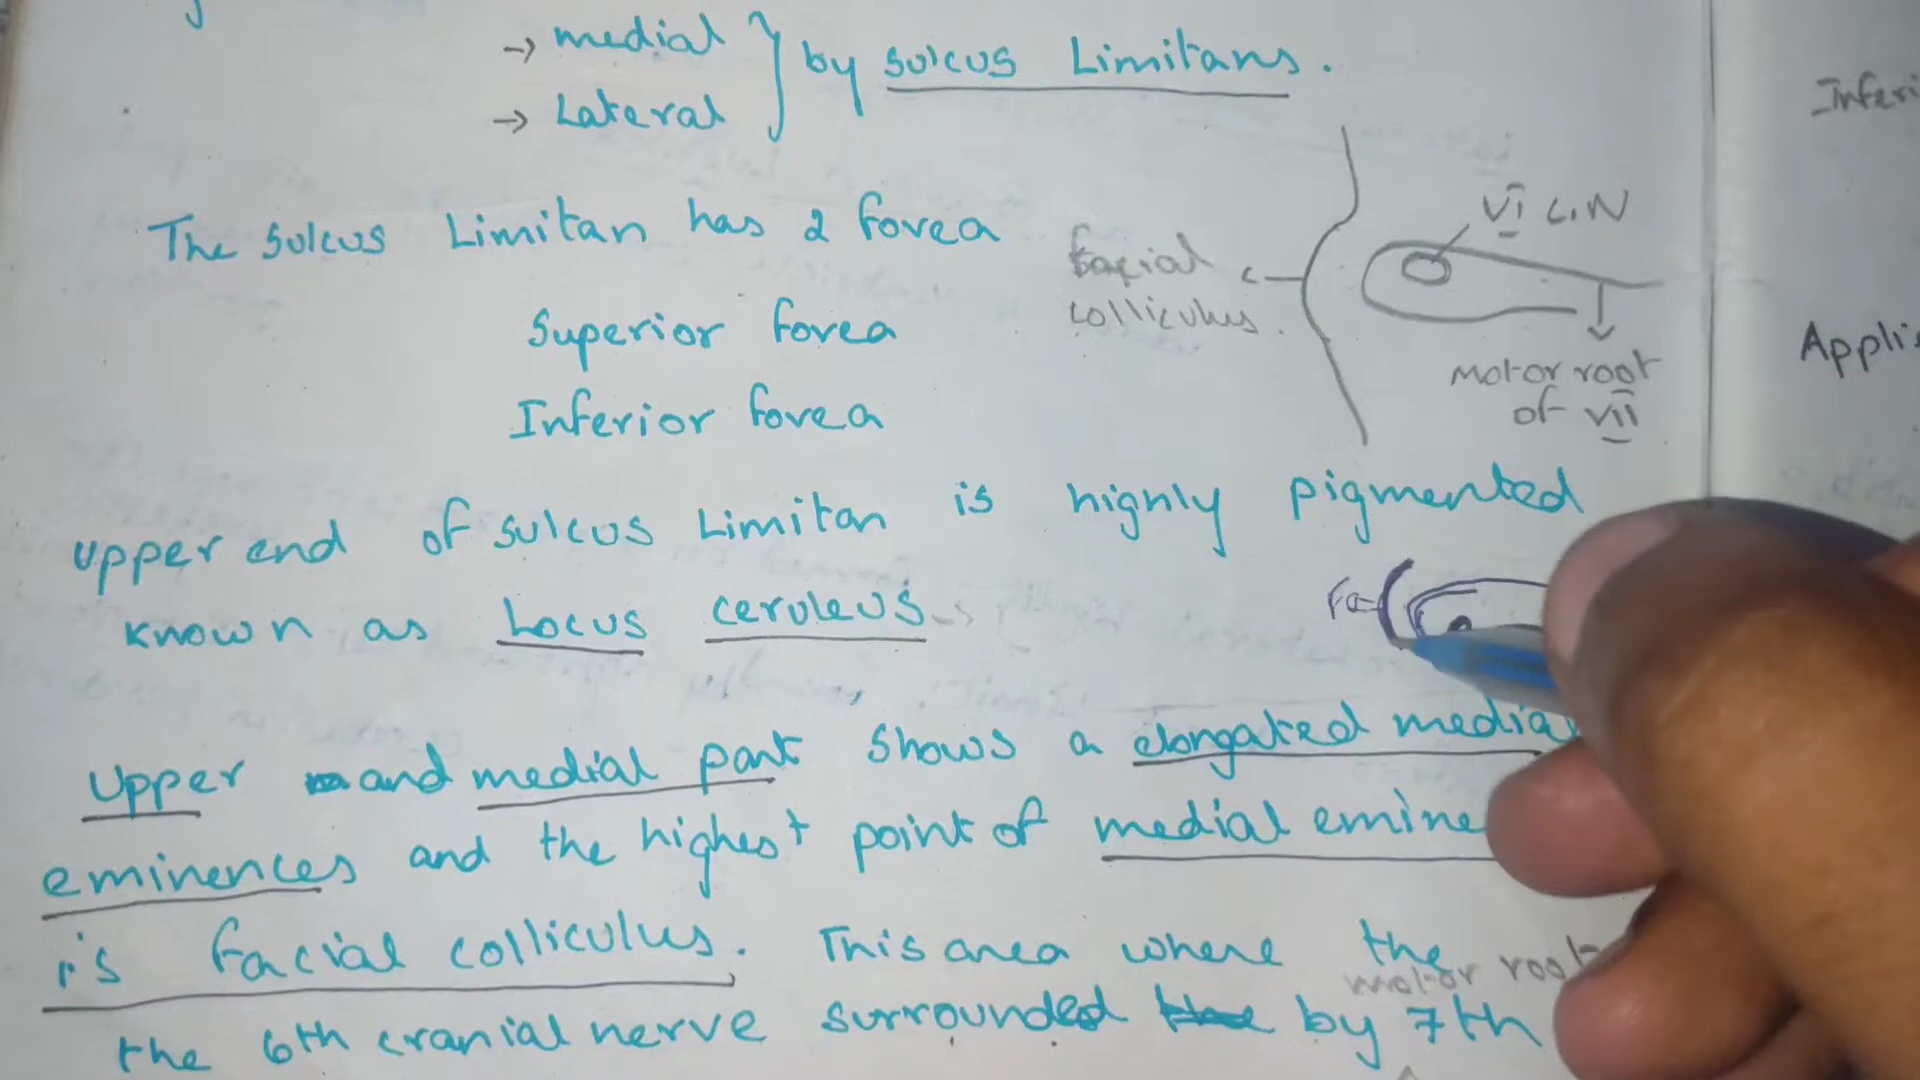 → medial
→ Lateral
by sulcus Limitans.
The Sulcus Limitan has 2 fovea
Superior fovea
Inferior fovea
Facial
colliculus.
VI C.N
Motor root
of VII
upper end of sulcus Limitan is highly pigmented
known as Locus ceruleus
Fa
Upper and medial part shows a elongated medial
eminences and the highest point of medial emine
is facial colliculus. This area where the
motor root
the 6th cranial nerve surrounded by 7th
Inferi
Appli